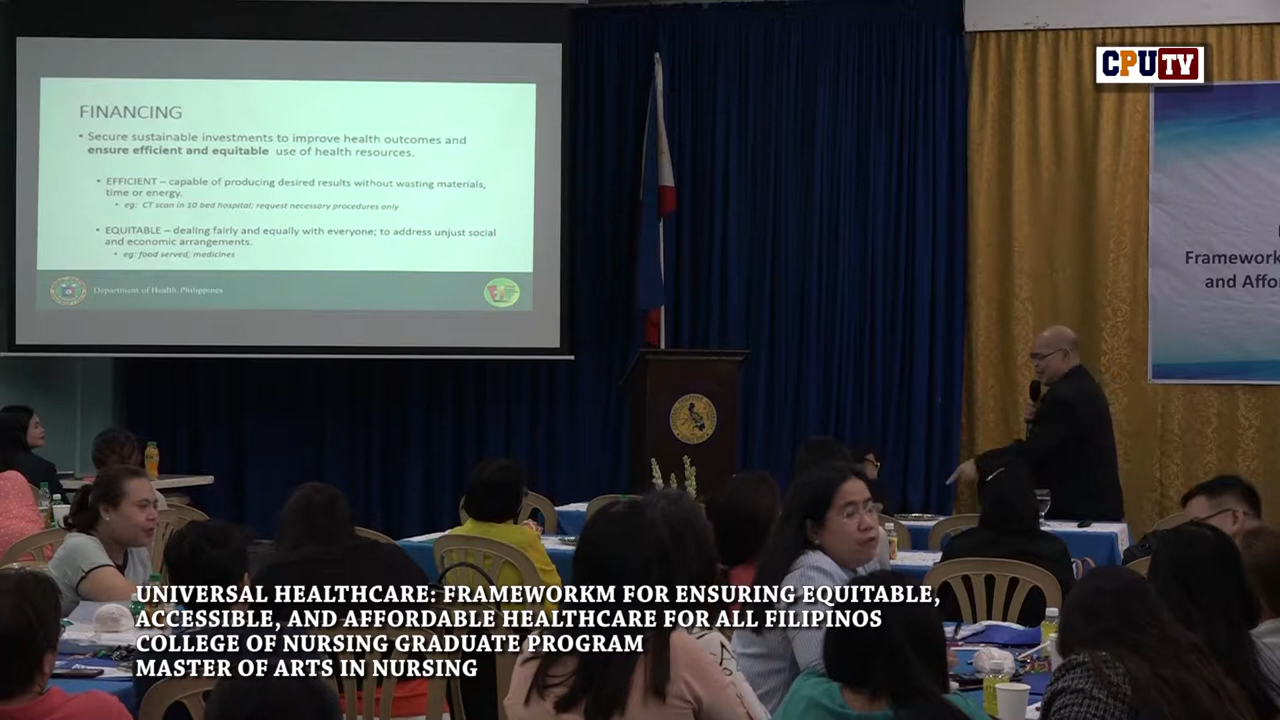 CPUTV
FINANCING
• Secure sustainable investments to improve health outcomes and
ensure efficient and equitable use of health resources.
• EFFICIENT – capable of producing desired results without wasting materials,
time or energy.
• eg: CT scan in 10 bed hospital; request necessary procedures only
• EQUITABLE – dealing fairly and equally with everyone; to address unjust social
and economic arrangements.
• eg: food served, medicines
Department of Health, Philippines
Framework
and Affo
UNIVERSAL HEALTHCARE: FRAMEWORKM FOR ENSURING EQUITABLE,
ACCESSIBLE, AND AFFORDABLE HEALTHCARE FOR ALL FILIPINOS
COLLEGE OF NURSING GRADUATE PROGRAM
MASTER OF ARTS IN NURSING